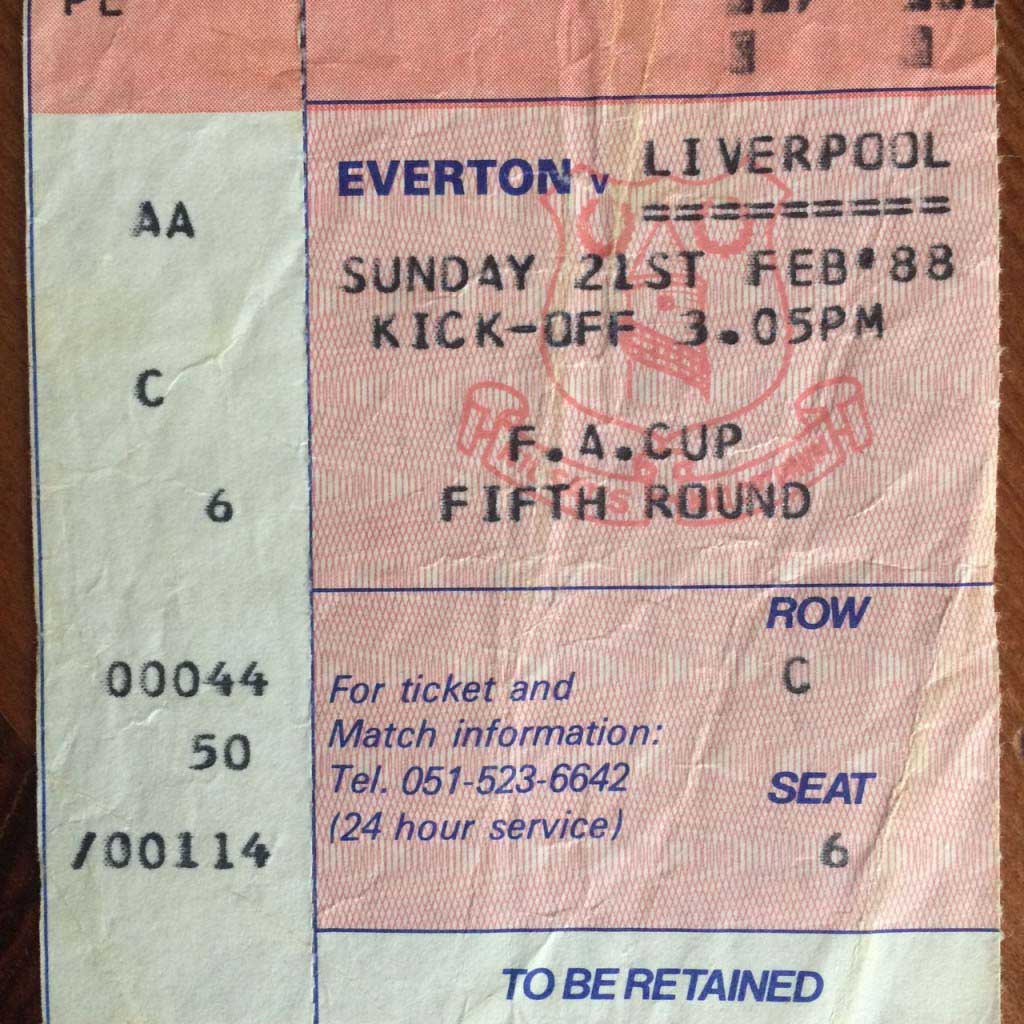 AA
C
6
00044
50
/00114
EVERTON v LIVERPOOL
=========
SUNDAY 21ST FEB'88
KICK-OFF 3.05PM
F.A.CUP
FIFTH ROUND
ROW
C
For ticket and
Match information:
Tel. 051-523-6642
(24 hour service)
SEAT
6
TO BE RETAINED